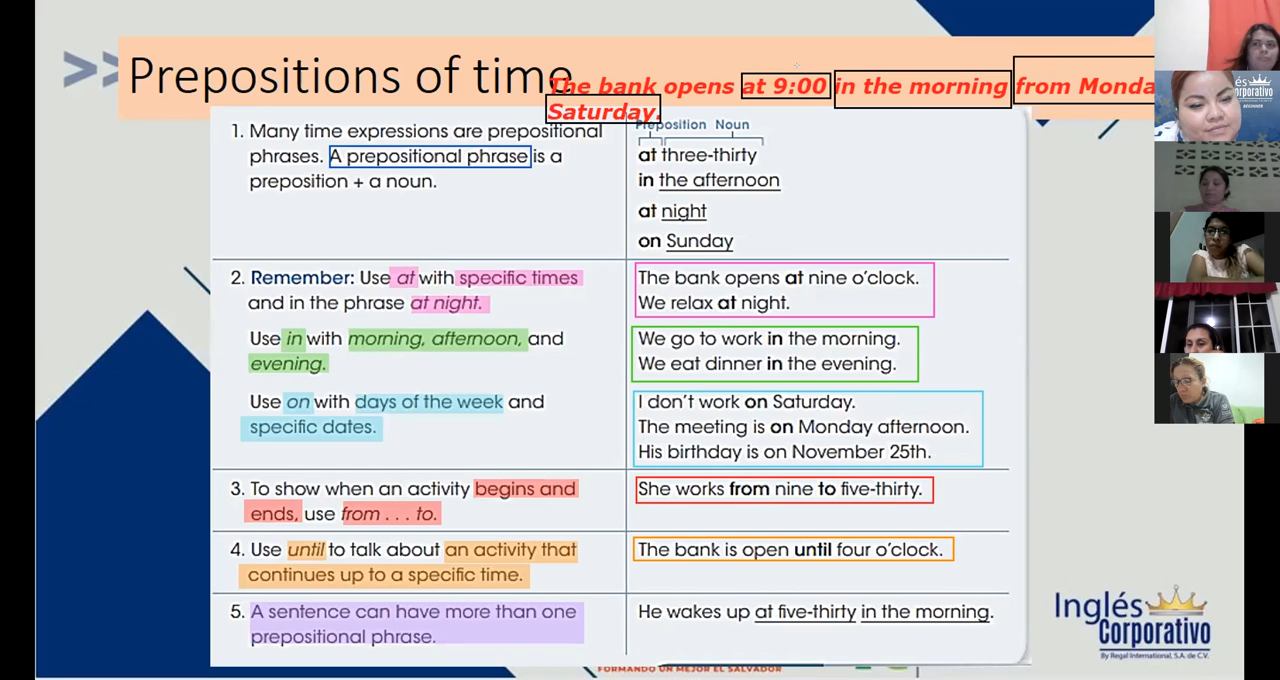 >>
Prepositions of time
The bank opens at 9:00 in the morning from Monda
Saturday.
1. Many time expressions are prepositional
phrases. A prepositional phrase is a
preposition + a noun.
Preposition Noun
at three-thirty
in the afternoon
at night
on Sunday
2. Remember: Use at with specific times
and in the phrase at night.
The bank opens at nine o'clock.
We relax at night.
Use in with morning, afternoon, and
evening.
We go to work in the morning.
We eat dinner in the evening.
Use on with days of the week and
specific dates.
I don't work on Saturday.
The meeting is on Monday afternoon.
His birthday is on November 25th.
3. To show when an activity begins and
ends, use from . . . to.
She works from nine to five-thirty.
4. Use until to talk about an activity that
continues up to a specific time.
The bank is open until four o'clock.
5. A sentence can have more than one
prepositional phrase.
He wakes up at five-thirty in the morning.
Inglés
Corporativo
By Regal International, S.A. de C.V.
FORMANDO UN MEJOR EL SALVADOR
glés
orporativo
BEGINNER